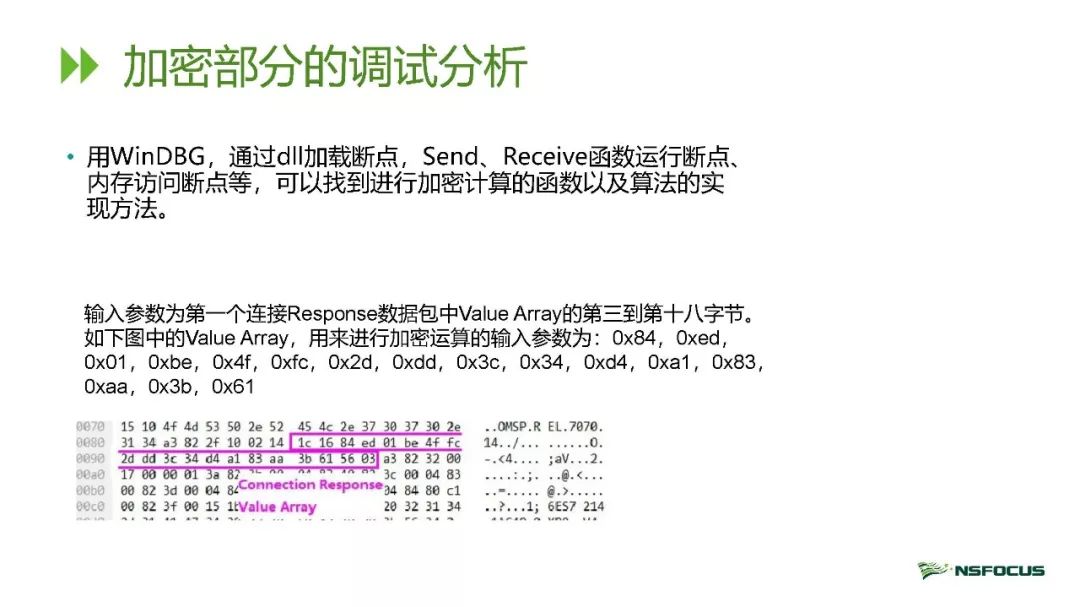 加密部分的调试分析
• 用WinDBG，通过dll加载断点，Send、Receive函数运行断点、
内存访问断点等，可以找到进行加密计算的函数以及算法的实
现方法。
输入参数为第一个连接Response数据包中Value Array的第三到第十八字节。
如下图中的Value Array，用来进行加密运算的输入参数为：0x84，0xed，
0x01，0xbe，0x4f，0xfc，0x2d，0xdd，0x3c，0x34，0xd4，0xa1，0x83，
0xaa，0x3b，0x61
0070 15 10 4f 4d 53 50 2e 52 45 4c 2e 37 30 37 30 2e ..OMSP.R EL.7070.
0080 31 34 a3 82 2f 10 02 14 1c 16 84 ed 01 be 4f fc 14../... ......O.
0090 2d dd 3c 34 d4 a1 83 aa 3b 61 56 03 a3 82 32 00 -.<4.... ;aV...2.
00a0 17 00 00 01 3a 82 3c 00 04 83 ....:.;. ..@.<...
00b0 00 82 3d 00 04 84 04 84 80 c1 ..=..... @.>.....
Connection Response
00c0 00 82 3f 00 15 20 32 31 34 ..?...1; 6ES7 214
Value Array
NSFOCUS